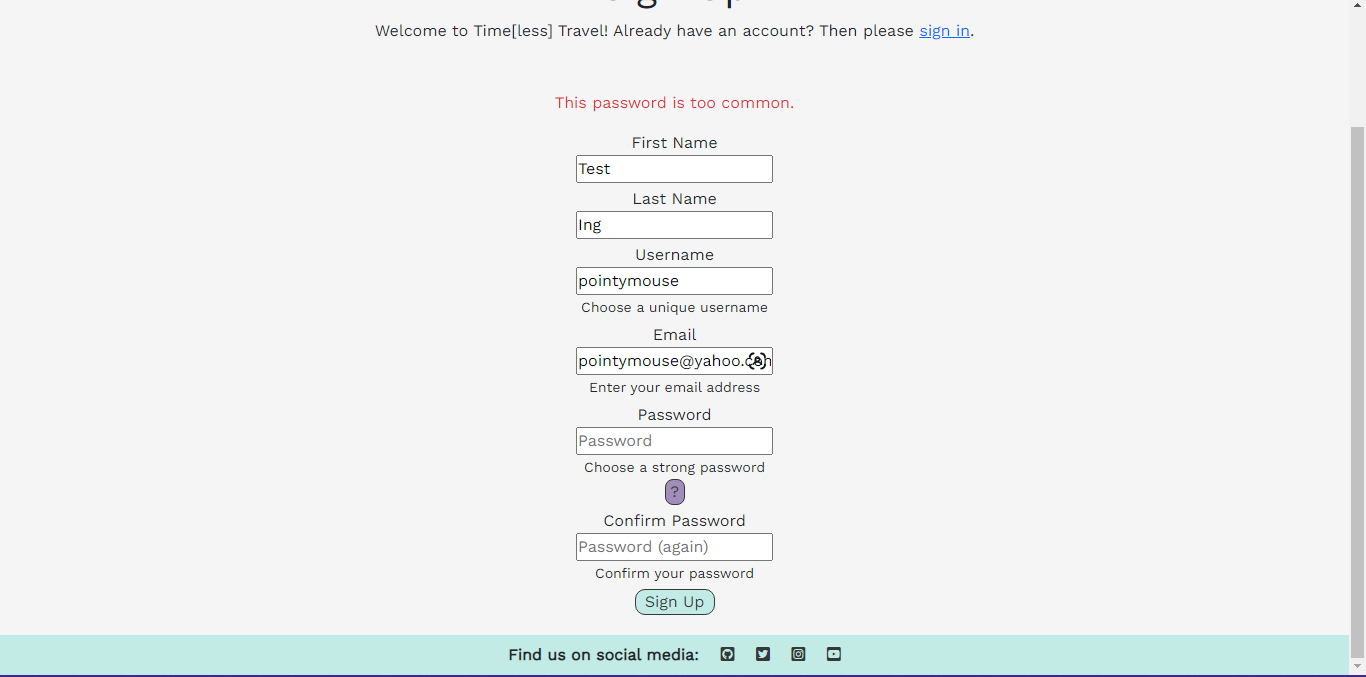 Welcome to Time[less] Travel! Already have an account? Then please sign in.
This password is too common.
First Name
Test
Last Name
Ing
Username
pointymouse
Choose a unique username
Email
pointymouse@yahoo.com
Enter your email address
Password
Password
Choose a strong password
?
Confirm Password
Password (again)
Confirm your password
Sign Up
Find us on social media: